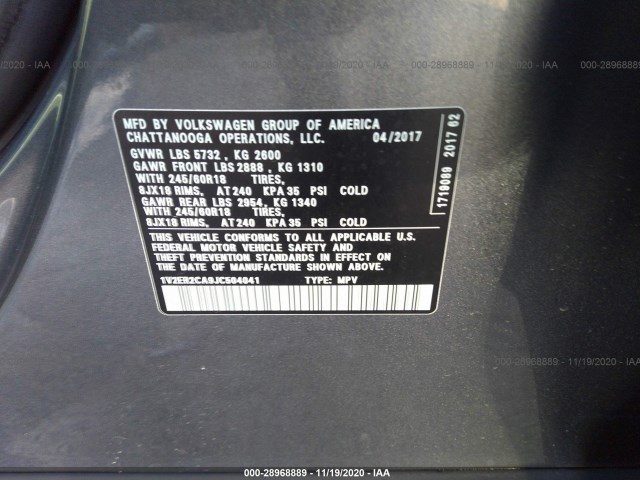 000-28968889
11/19/2020 - IAA
000-28968889
11/19/2020 - IAA
MFD BY VOLKSWAGEN GROUP OF AMERICA
CHATTANOOGA OPERATIONS, LLC. 04/2017
GVWR LBS 5732 , KG 2600
GAWR FRONT LBS 2888 , KG 1310
WITH 245/60R18 TIRES,
8JX18 RIMS, AT 240 KPA 35 PSI COLD
GAWR REAR LBS 2954 , KG 1340
WITH 245/60R18 TIRES,
8JX18 RIMS, AT 240 KPA 35 PSI COLD
THIS VEHICLE CONFORMS TO ALL APPLICABLE U.S.
FEDERAL MOTOR VEHICLE SAFETY AND
THEFT PREVENTION STANDARDS IN EFFECT ON
THE DATE OF MANUFACTURE SHOWN ABOVE
1V2ER2CA9JC504041 TYPE: MPV
1719089 2017 62
000-28968889 - 11/19/2020 - IAA
000-28968889 - 11/19/2020 - IAA